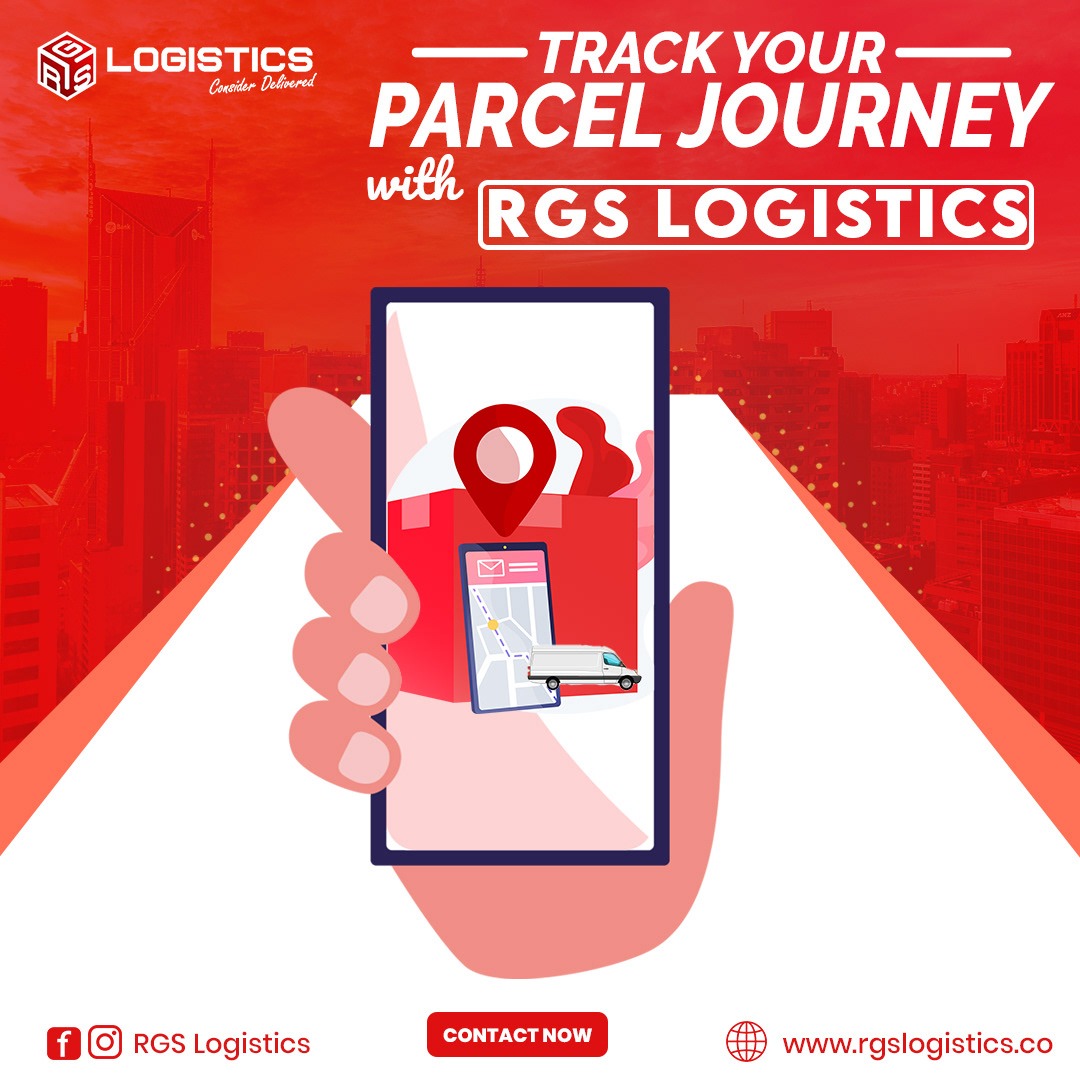 RGS
LOGISTICS
Consider Delivered
TRACK YOUR
PARCEL JOURNEY
with
RGS LOGISTICS
RGS Logistics
CONTACT NOW
www.rgslogistics.co